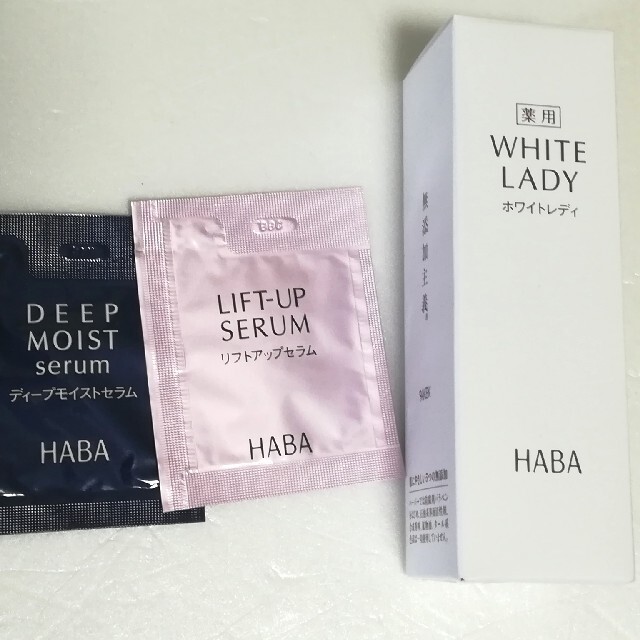 DEEP
MOIST
serum
ディープモイストセラム
HABA
LIFT-UP
SERUM
リフトアップセラム
HABA
薬用
WHITE
LADY
ホワイトレディ
HABA
無添加主義。